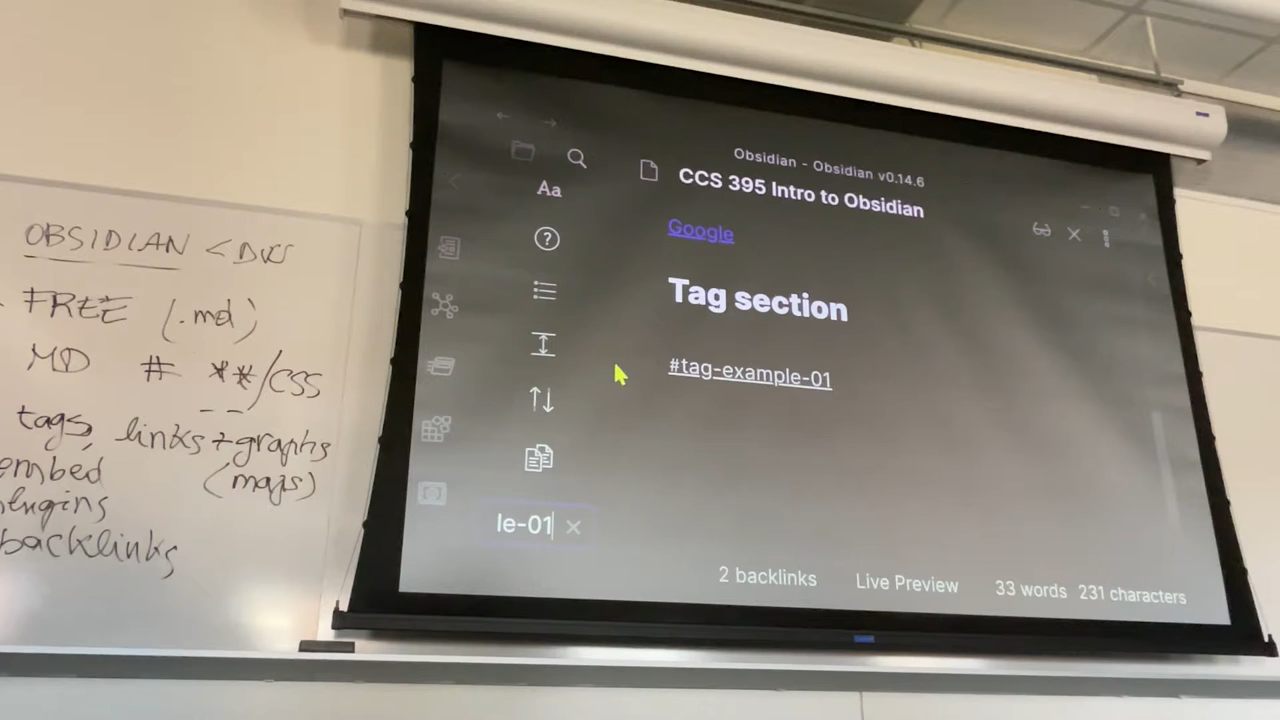 OBSIDIAN <
FREE (.md)
MD # **/CSS
tags, links + graphs
embed (maps)
backlinks
Obsidian - Obsidian v0.14.6
CCS 395 Intro to Obsidian
Google
Aa
?
Tag section
#tag-example-01
le-01
2 backlinks Live Preview 33 words 231 characters